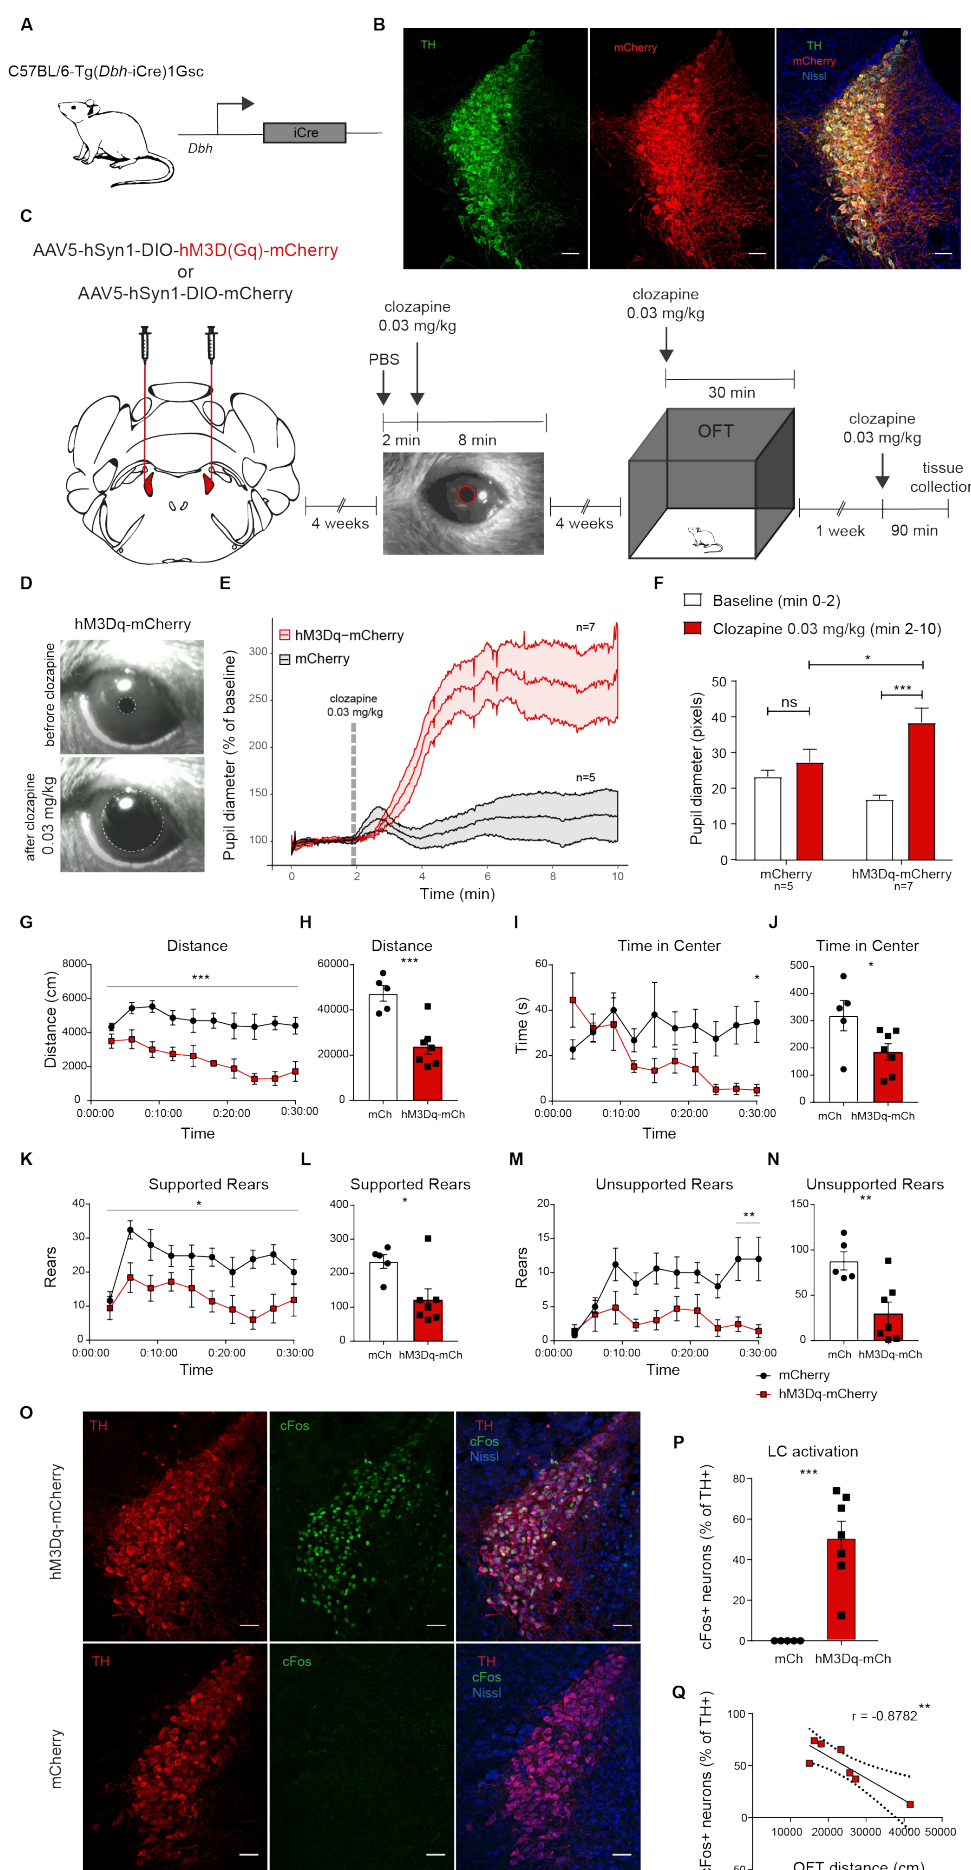 A
C57BL/6-Tg(Dbh-iCre)1Gsc
Dbh
iCre
B
TH
mCherry
TH
mCherry
Nissl
C
AAV5-hSyn1-DIO-hM3D(Gq)-mCherry
or
AAV5-hSyn1-DIO-mCherry
4 weeks
PBS
clozapine
0.03 mg/kg
2 min
8 min
4 weeks
clozapine
0.03 mg/kg
30 min
OFT
1 week
clozapine
0.03 mg/kg
90 min
tissue
collection
D
hM3Dq-mCherry
befrore clozapine
after clozapine
0.03 mg/kg
E
hM3Dq-mCherry
mCherry
n=7
n=5
clozapine
0.03 mg/kg
Pupil diameter (% of baseline)
300
250
200
150
100
0
2
4
6
8
10
Time (min)
F
Baseline (min 0-2)
Clozapine 0.03 mg/kg (min 2-10)
*
ns
***
Pupil diameter (pixels)
50
40
30
20
10
0
mCherry
n=5
hM3Dq-mCherry
n=7
G
Distance
***
Distance (cm)
8000
6000
4000
2000
0
0:00:00
0:10:00
0:20:00
0:30:00
Time
H
Distance
***
60000
40000
20000
0
mCh
hM3Dq-mCh
I
Time in Center
*
Time (s)
60
40
20
0
0:00:00
0:10:00
0:20:00
0:30:00
Time
J
Time in Center
*
500
400
300
200
100
0
mCh
hM3Dq-mCh
K
Supported Rears
*
Rears
40
30
20
10
0
0:00:00
0:10:00
0:20:00
0:30:00
Time
L
Supported Rears
*
400
300
200
100
0
mCh
hM3Dq-mCh
M
Unsupported Rears
**
Rears
20
15
10
5
0
0:00:00
0:10:00
0:20:00
0:30:00
Time
N
Unsupported Rears
**
150
100
50
0
mCh
hM3Dq-mCh
mCherry
hM3Dq-mCherry
O
hM3Dq-mCherry
TH
cFos
TH
cFos
Nissl
mCherry
TH
cFos
TH
cFos
Nissl
P
LC activation
***
cFos+ neurons (% of TH+)
80
60
40
20
0
mCh
hM3Dq-mCh
Q
r = -0.8782
**
cFos+ neurons (% of TH+)
100
50
0
10000
20000
30000
40000
50000
OFT distance (cm)